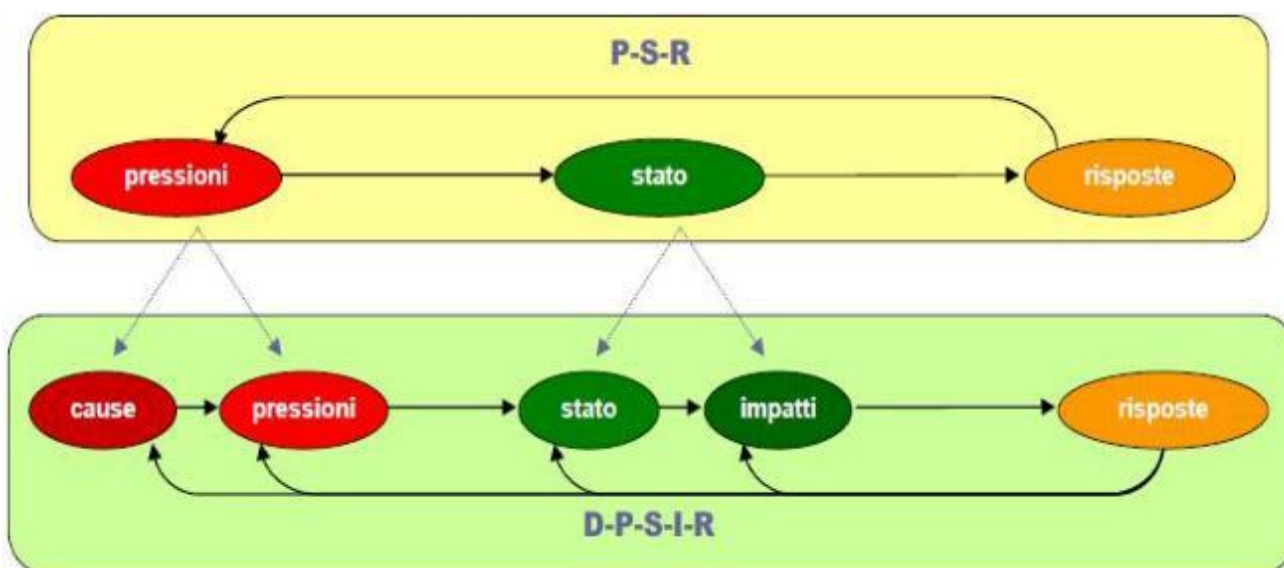 P-S-R
pressioni stato risposte
cause pressioni stato impatti risposte
D-P-S-I-R